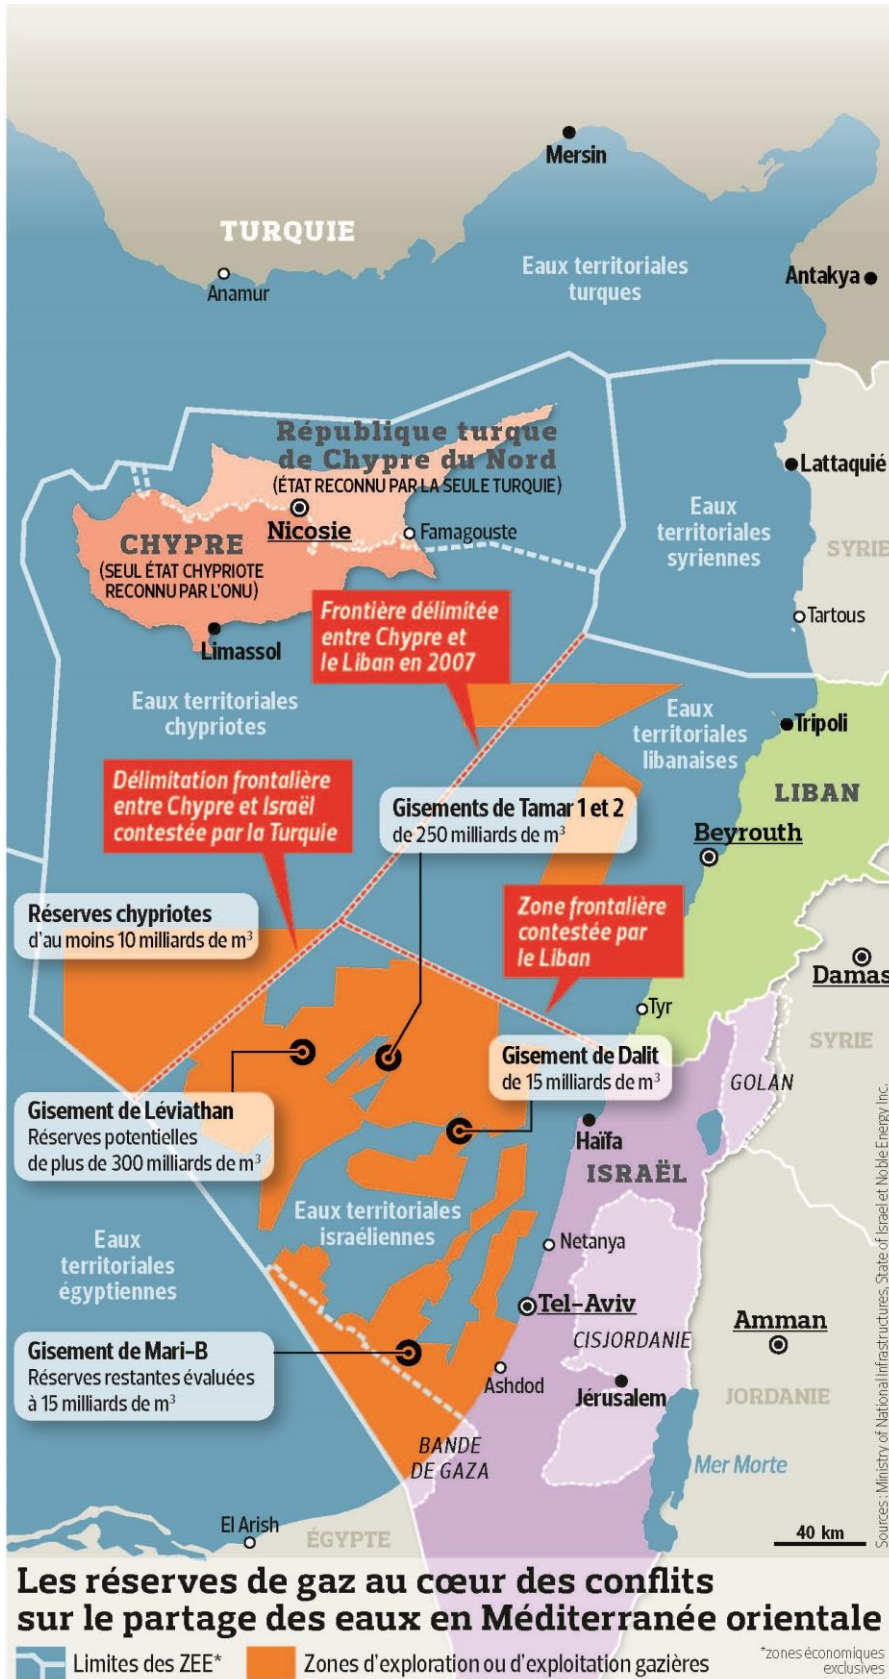 Mersin
TURQUIE
Anamur
Eaux territoriales
turques
Antakya
République turque
de Chypre du Nord
(ÉTAT RECONNU PAR LA SEULE TURQUIE)
Lattaquié
Nicosie
Famagouste
CHYPRE
(SEUL ÉTAT CHYPRIOTE
RECONNU PAR L'ONU)
Eaux
territoriales
syriennes
SYRIE
Limassol
Frontière délimitée
entre Chypre et
le Liban en 2007
Tartous
Eaux territoriales
chypriotes
Eaux
territoriales
libanaises
Tripoli
Délimitation frontalière
entre Chypre et Israël
contestée par la Turquie
Gisements de Tamar 1 et 2
de 250 milliards de m³
LIBAN
Beyrouth
Réserves chypriotes
d'au moins 10 milliards de m³
Zone frontalière
contestée par
le Liban
Damas
Tyr
SYRIE
Gisement de Dalit
de 15 milliards de m³
GOLAN
Gisement de Léviathan
Réserves potentielles
de plus de 300 milliards de m³
Haïfa
ISRAËL
Eaux territoriales
israéliennes
Eaux
territoriales
égyptiennes
Netanya
Tel-Aviv
CISJORDANIE
Amman
Gisement de Mari-B
Réserves restantes évaluées
à 15 milliards de m³
Ashdod
Jérusalem
JORDANIE
BANDE
DE GAZA
Mer Morte
El Arish
ÉGYPTE
40 km
Sources : Ministry of National Infrastructures, State of Israel et Noble Energy Inc.
Les réserves de gaz au cœur des conflits
sur le partage des eaux en Méditerranée orientale
Limites des ZEE*
Zones d'exploration ou d'exploitation gazières
*zones économiques
exclusives